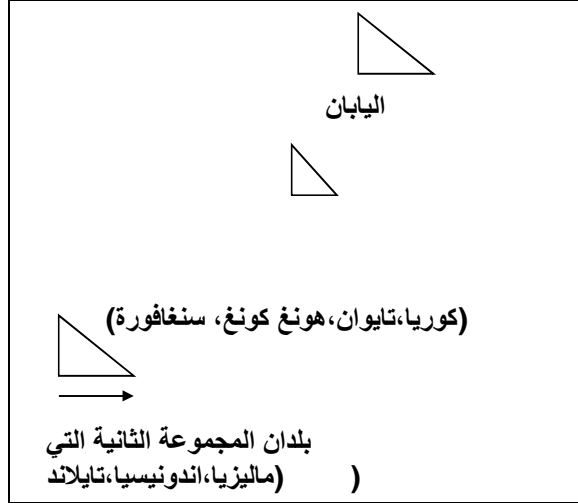 اليابان
(كوريا،تايوان،هونغ كونغ، سنغافورة)
بلدان المجموعة الثانية التي
(ماليزيا،اندونيسيا،تايلاند )